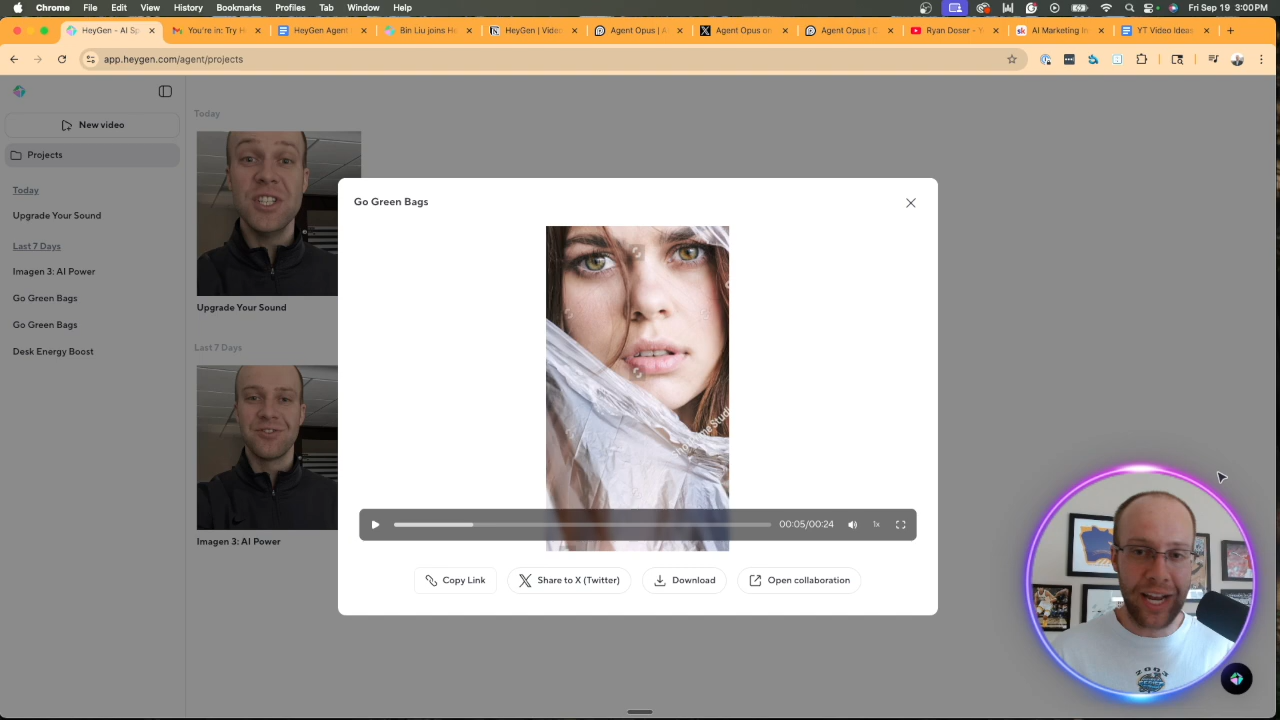 Chrome File Edit View History Bookmarks Profiles Tab Window Help
Fri Sep 19 3:00PM
HeyGen - AI Sp
You're in: Try H
HeyGen Agent
Bin Liu joins He
HeyGen | Video
Agent Opus | A
Agent Opus on
Agent Opus | C
Ryan Doser - Y
AI Marketing In
YT Video Ideas
app.heygen.com/agent/projects
New video
Projects
Today
Upgrade Your Sound
Last 7 Days
Imagen 3: AI Power
Go Green Bags
Go Green Bags
Desk Energy Boost
Today
Upgrade Your Sound
Last 7 Days
Imagen 3: AI Power
Go Green Bags
00:05/00:24
1x
Copy Link
Share to X (Twitter)
Download
Open collaboration
2003